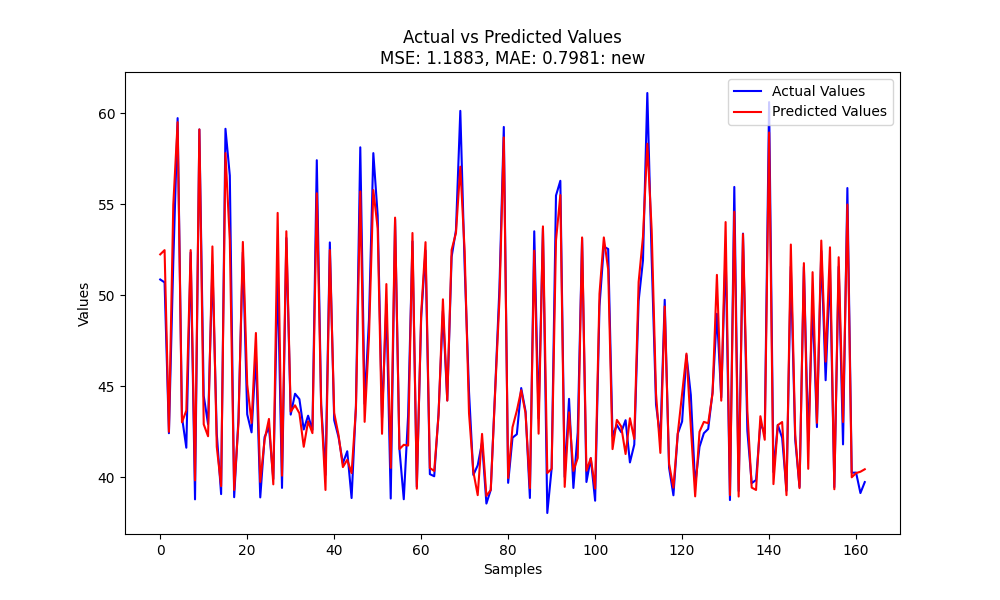 Actual vs Predicted Values
MSE: 1.1883, MAE: 0.7981: new
Actual Values
Predicted Values
60
55
50
45
40
Values
0
20
40
60
80
100
120
140
160
Samples